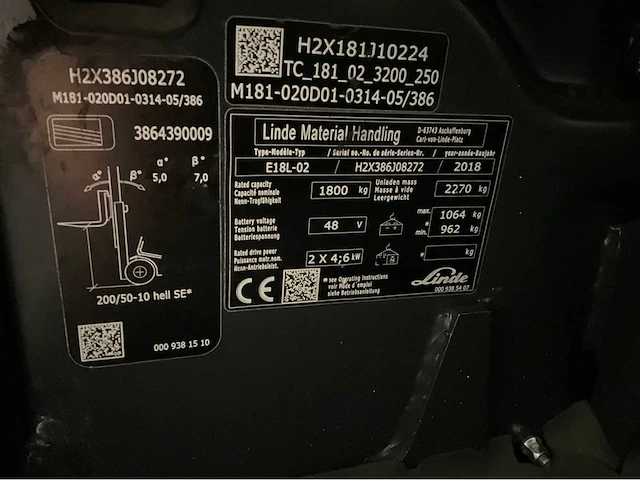 H2X386J08272
M181-020D01-0314-05/386
3864390009
α° β°
α° β° 5,0 7,0
200/50-10 hell SE*
000 938 15 10
H2X181J10224
TC_181_02_3200_250
M181-020D01-0314-05/386
Linde Material Handling
D-63743 Aschaffenburg
Carl-von-Linde-Platz
Type-Modèle-Typ / Serial no.-No. de série-Serien-Nr. / year-année-Baujahr
E18L-02 H2X386J08272 2018
Rated capacity
Capacité nominale
Nenn-Tragfähigkeit
1800 kg
Unladen mass
Masse à vide
Leergewicht
2270 kg
Battery voltage
Tension batterie
Batteriespannung
48 V
max. 1064 kg
min. 962 kg
Rated drive power
Puissance motr.nom.
Nenn-Antriebsleist.
2 X 4,6 kW
* kg
CE
* see Operating Instructions
voir Mode d'emploi
siehe Betriebsanleitung
Linde
000 938 54 07